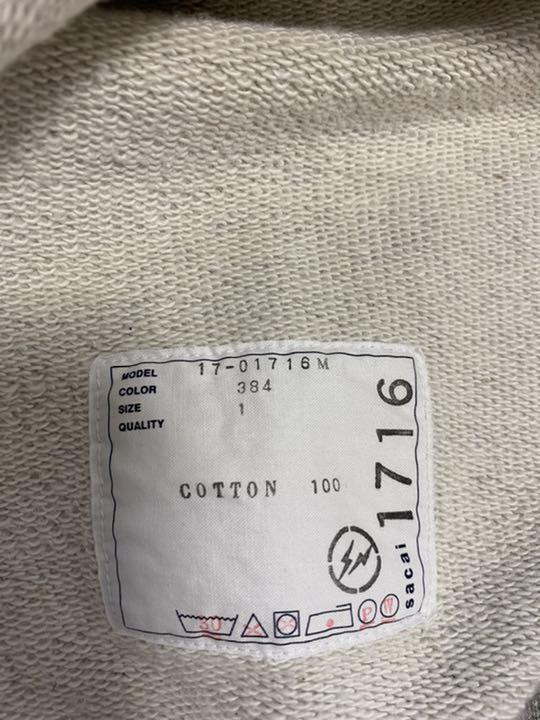 MODEL 17-01716M
COLOR 384
SIZE 1
QUALITY
COTTON 100
sacai 1716
30
P W